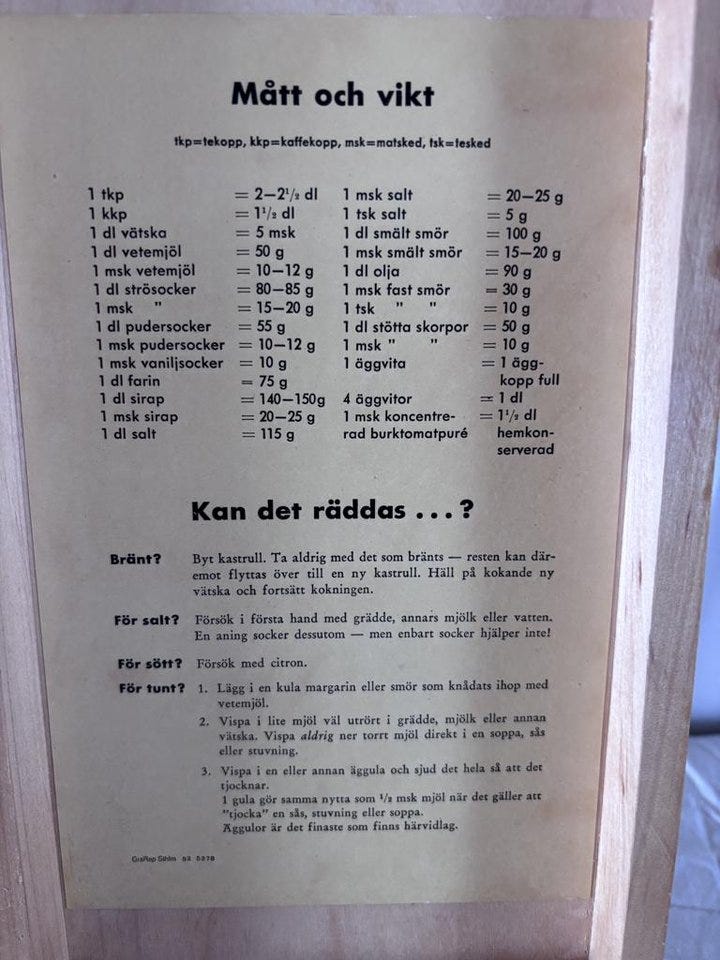 Mått och vikt
tkp=tekopp, kkp=kaffekopp, msk=matsked, tsk=tesked
1 tkp = 2—2½ dl
1 kkp = 1½ dl
1 dl vätska = 5 msk
1 dl vetemjöl = 50 g
1 msk vetemjöl = 10—12 g
1 dl strösocker = 80—85 g
1 msk " = 15—20 g
1 dl pudersocker = 55 g
1 msk pudersocker = 10—12 g
1 msk vaniljsocker = 10 g
1 dl farin = 75 g
1 dl sirap = 140—150g
1 msk sirap = 20—25 g
1 dl salt = 115 g
1 msk salt = 20—25 g
1 tsk salt = 5 g
1 dl smält smör = 100 g
1 msk smält smör = 15—20 g
1 dl olja = 90 g
1 msk fast smör = 30 g
1 tsk " " = 10 g
1 dl stötta skorpor = 50 g
1 msk " " = 10 g
1 äggvita = 1 ägg-
kopp full
4 äggvitor = 1 dl
1 msk koncentre- = 1½ dl
rad burktomatpuré hemkon-
serverad
Kan det räddas ...?
Bränt? Byt kastrull. Ta aldrig med det som bränts — resten kan där-
emot flyttas över till en ny kastrull. Häll på kokande ny
vätska och fortsätt kokningen.
För salt? Försök i första hand med grädde, annars mjölk eller vatten.
En aning socker dessutom — men enbart socker hjälper inte!
För sött? Försök med citron.
För tunt? 1. Lägg i en kula margarin eller smör som knådats ihop med
vetemjöl.
2. Vispa i lite mjöl väl utrört i grädde, mjölk eller annan
vätska. Vispa aldrig ner torrt mjöl direkt i en soppa, sås
eller stuvning.
3. Vispa i en eller annan äggula och sjud det hela så att det
tjocknar.
1 gula gör samma nytta som ½ msk mjöl när det gäller att
"tjocka" en sås, stuvning eller soppa.
Äggulor är det finaste som finns härvidlag.
GraRep Sthlm 53 5278